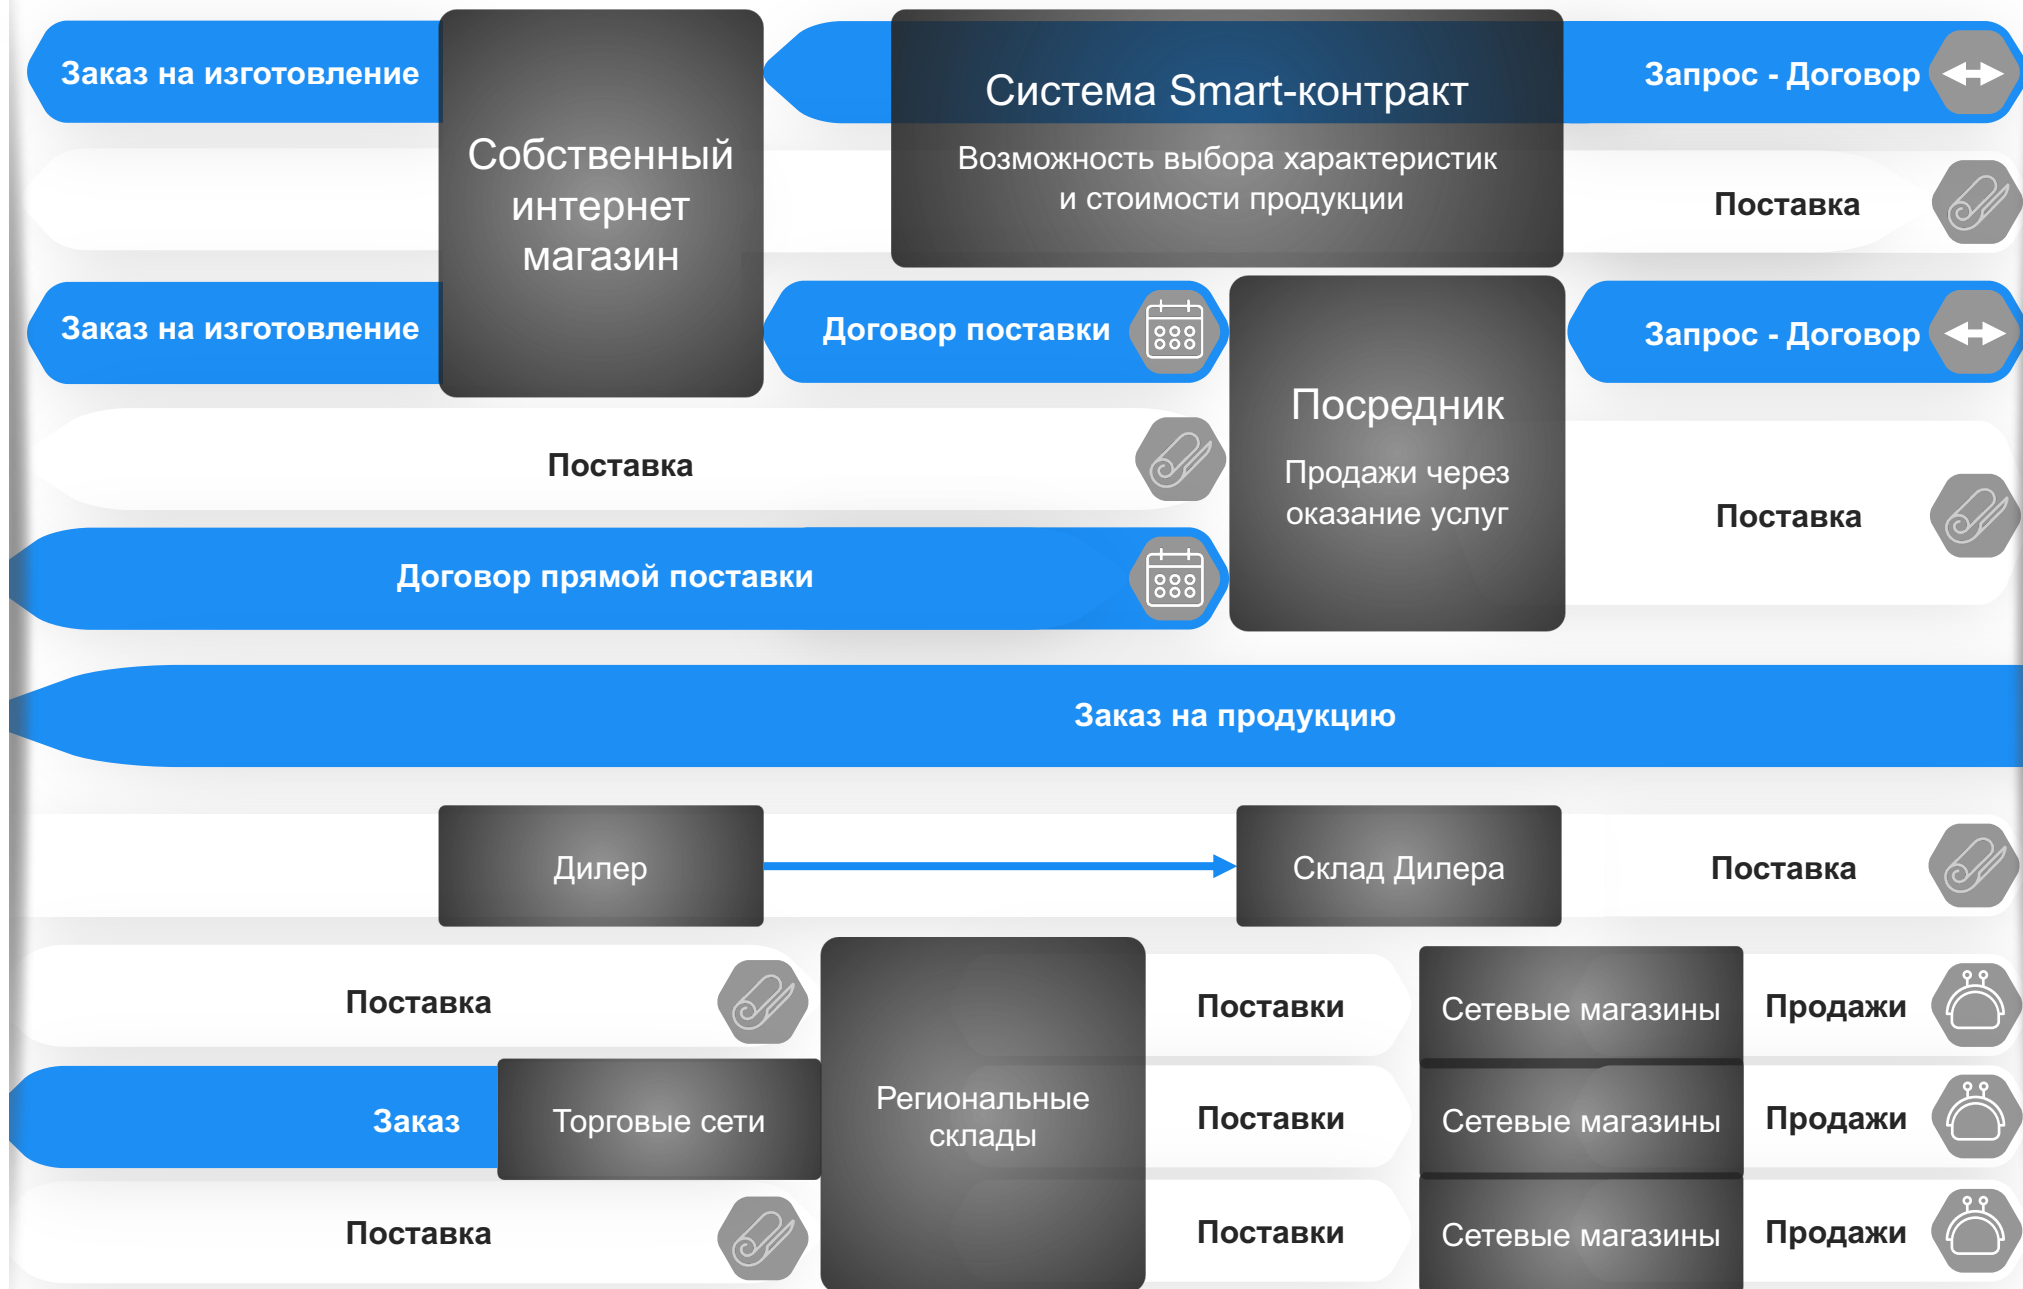 Заказ на изготовление
Собственный
интернет
магазин
Система Smart-контракт
Возможность выбора характеристик
и стоимости продукции
Запрос - Договор
Поставка
Заказ на изготовление
Договор поставки
Запрос - Договор
Посредник
Продажи через
оказание услуг
Поставка
Поставка
Договор прямой поставки
Заказ на продукцию
Дилер
Склад Дилера
Поставка
Поставка
Региональные
склады
Поставки
Сетевые магазины
Продажи
Заказ
Торговые сети
Поставки
Сетевые магазины
Продажи
Поставка
Поставки
Сетевые магазины
Продажи